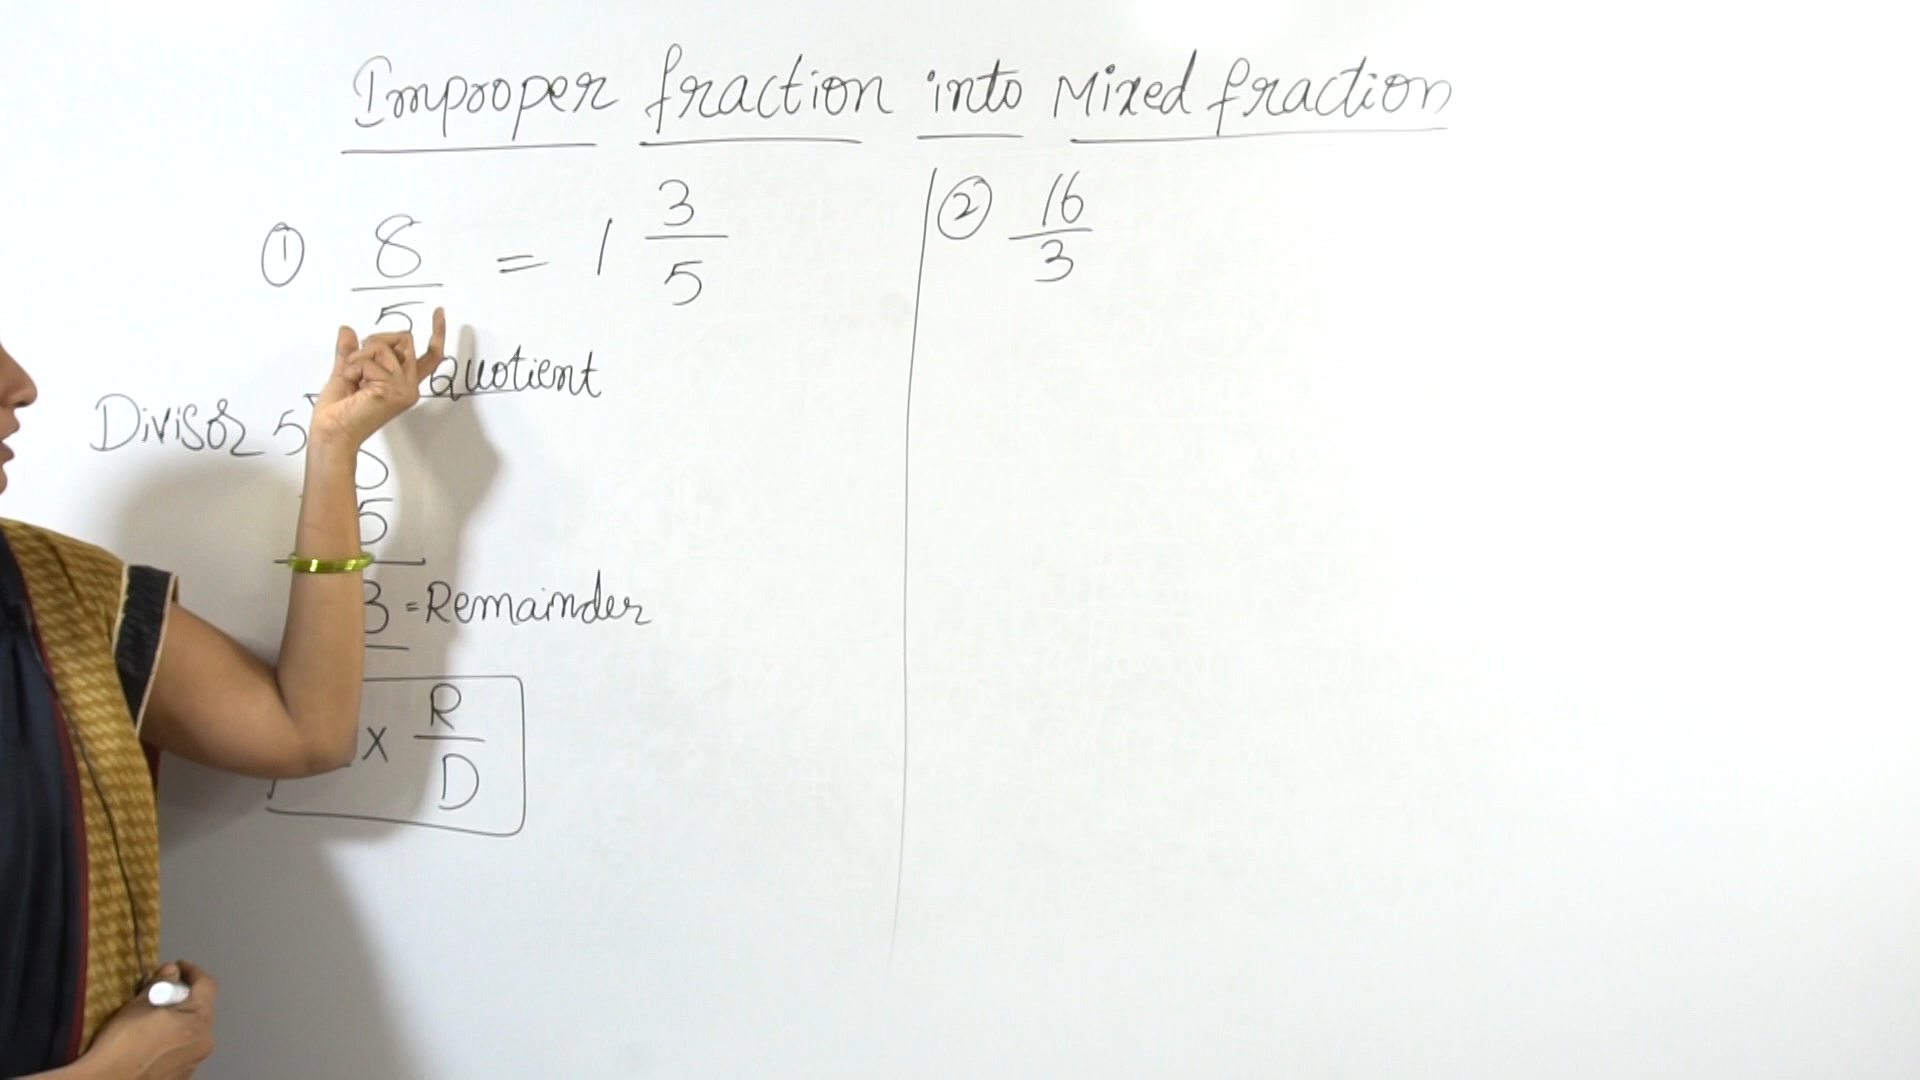 Improper fraction into Mixed fraction
① 8/5 = 1 3/5
Quotient
Divisor 5
5
3 = Remainder
x R/D
② 16/3